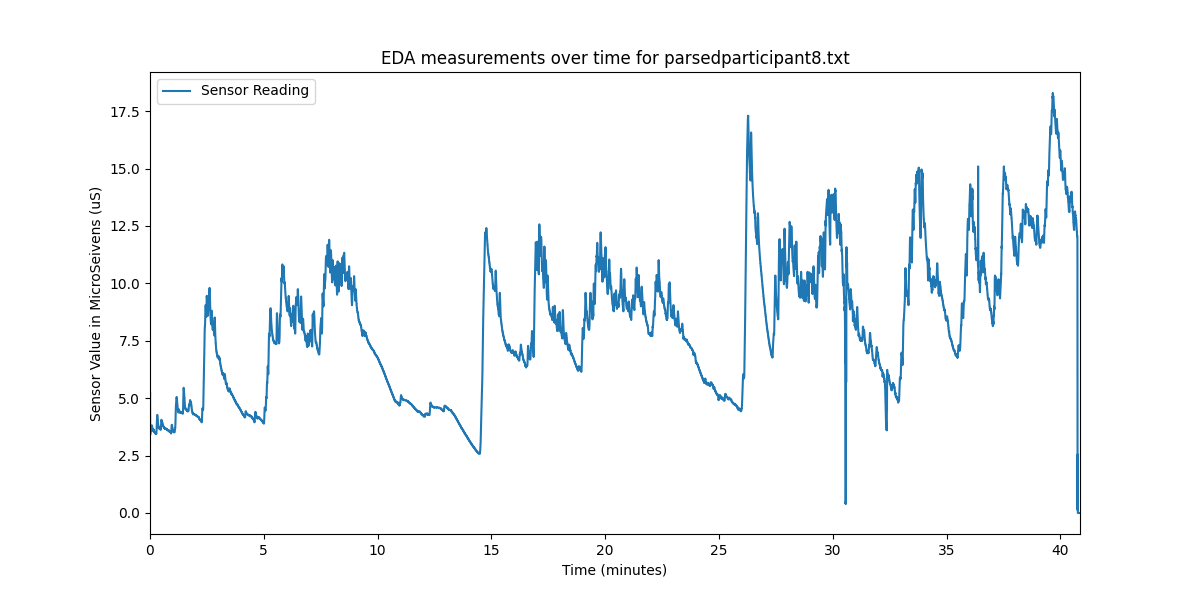 EDA measurements over time for parsedparticipant8.txt
Sensor Reading
Sensor Value in MicroSeivens (uS)
17.5
15.0
12.5
10.0
7.5
5.0
2.5
0.0
0 5 10 15 20 25 30 35 40
Time (minutes)